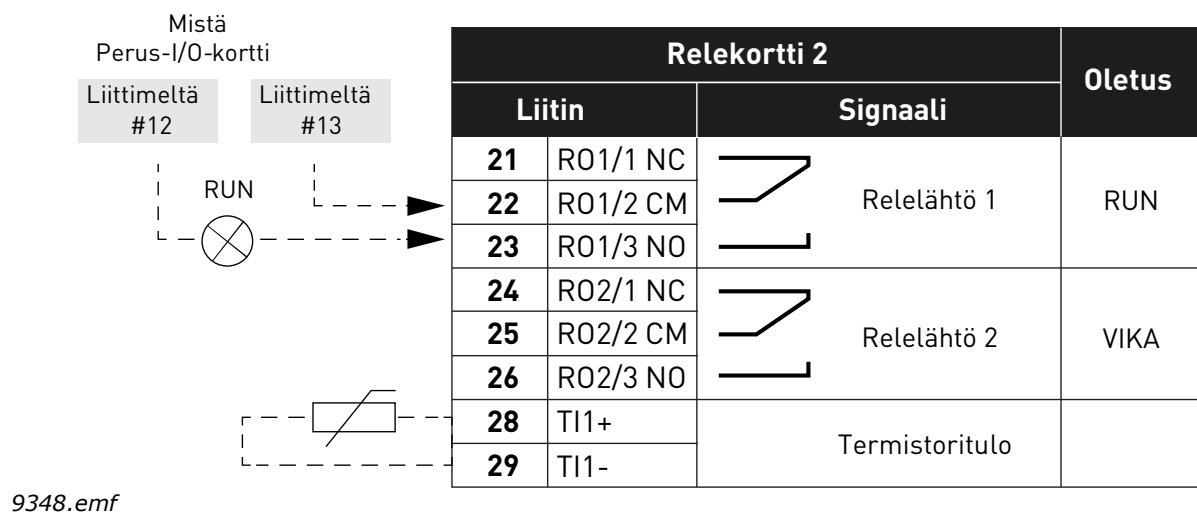 Mistä
Perus-I/O-kortti
Liittimeltä
#12
Liittimeltä
#13
RUN
Relekortti 2
Oletus
Liitin
Signaali
21 RO1/1 NC
22 RO1/2 CM
Relelähtö 1
RUN
23 RO1/3 NO
24 RO2/1 NC
25 RO2/2 CM
Relelähtö 2
VIKA
26 RO2/3 NO
28 TI1+
Termistoritulo
29 TI1-
9348.emf